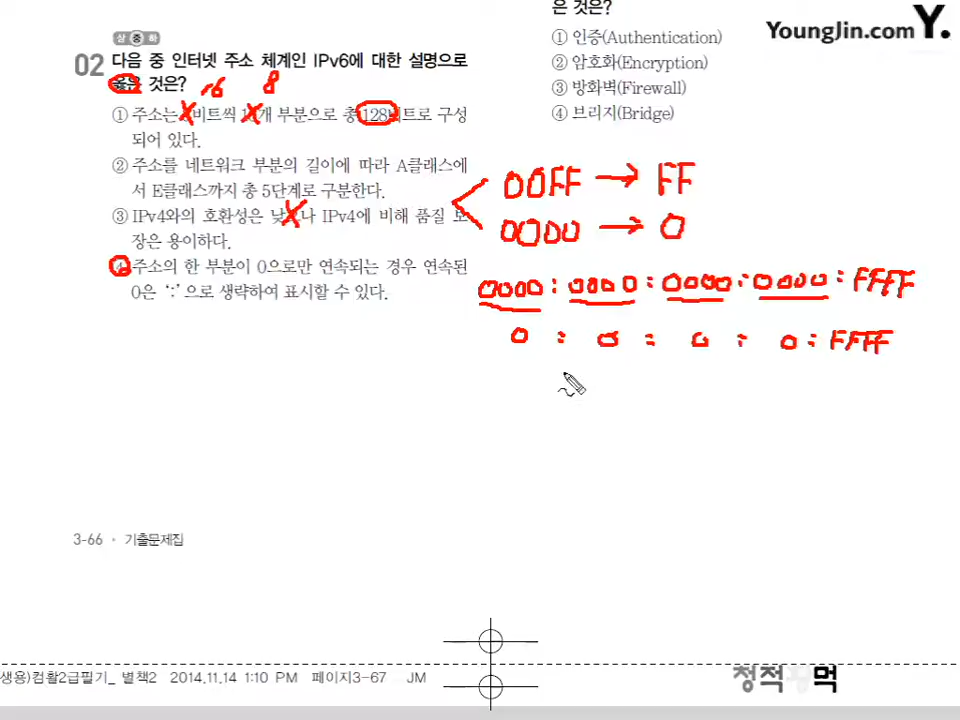 은 것은?
YoungJin.com Y.
① 인증(Authentication)
② 암호화(Encryption)
③ 방화벽(Firewall)
④ 브리지(Bridge)
상 중 하
02 다음 중 인터넷 주소 체계인 IPv6에 대한 설명으로
옳은 것은?
16 8
① 주소는 8비트씩 16개 부분으로 총 128비트로 구성
되어 있다.
② 주소를 네트워크 부분의 길이에 따라 A클래스에
서 E클래스까지 총 5단계로 구분한다.
③ IPv4와의 호환성은 낮으나 IPv4에 비해 품질 보
장은 용이하다.
④ 주소의 한 부분이 0으로만 연속되는 경우 연속된
0은 ‘:’으로 생략하여 표시할 수 있다.
00FF → FF
0000 → 0
0000 : 0000 : 0000 : 0000 : FFFF
0 : 0 : 0 : 0 : FFFF
3-66 • 기출문제집
생용)컴활2급필기_ 별책2 2014.11.14 1:10 PM 페이지3-67 JM
정적꿀먹